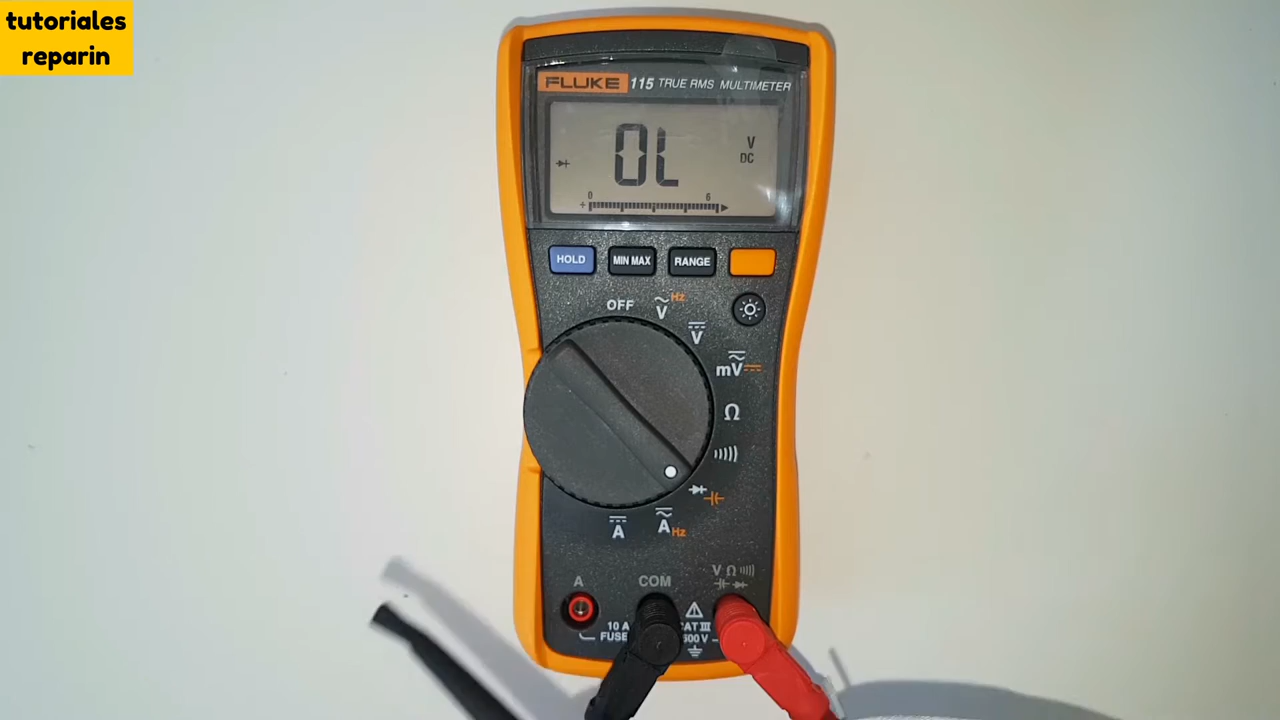 tutoriales
reparin
FLUKE 115 TRUE RMS MULTIMETER
OL
V
DC
0 6
+
HOLD MIN MAX RANGE
OFF
V Hz
V
mV
Ω
A
A Hz
A COM V Ω
10 A CAT III
FUSE 600 V